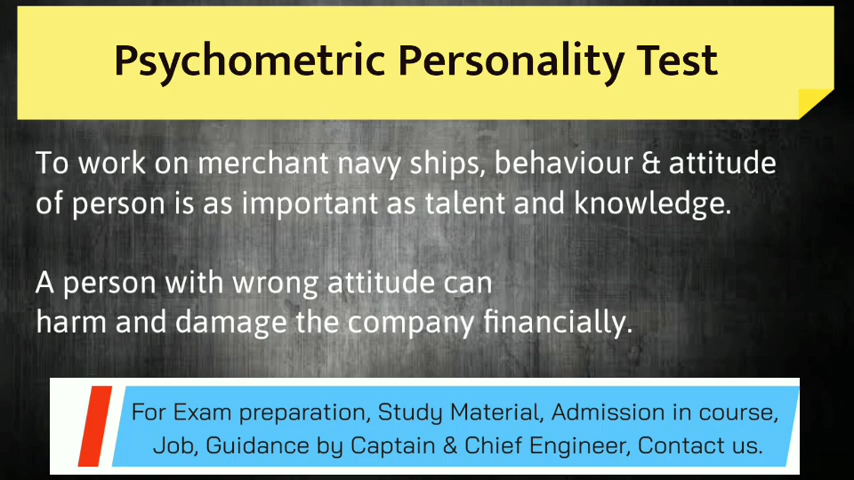 Psychometric Personality Test
To work on merchant navy ships, behaviour & attitude
of person is as important as talent and knowledge.
A person with wrong attitude can
harm and damage the company financially.
For Exam preparation, Study Material, Admission in course,
Job, Guidance by Captain & Chief Engineer, Contact us.